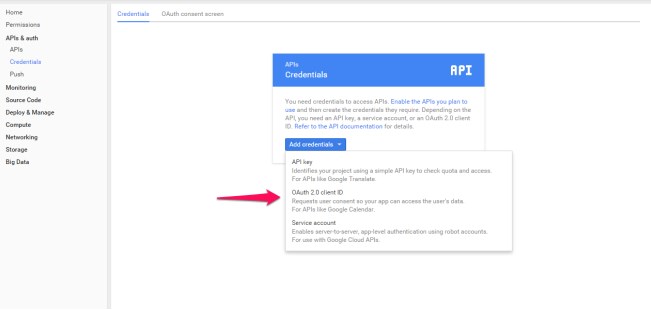 Home
Permissions
APIs & auth
APIs
Credentials
Push
Monitoring
Source Code
Deploy & Manage
Compute
Networking
Storage
Big Data
Credentials OAuth consent screen
APIs
Credentials
API
You need credentials to access APIs. Enable the APIs you plan to
use and then create the credentials they require. Depending on the
API, you need an API key, a service account, or an OAuth 2.0 client
ID. Refer to the API documentation for details.
Add credentials
API key
Identifies your project using a simple API key to check quota and access.
For APIs like Google Translate.
OAuth 2.0 client ID
Requests user consent so your app can access the user's data.
For APIs like Google Calendar.
Service account
Enables server-to-server, app-level authentication using robot accounts.
For use with Google Cloud APIs.